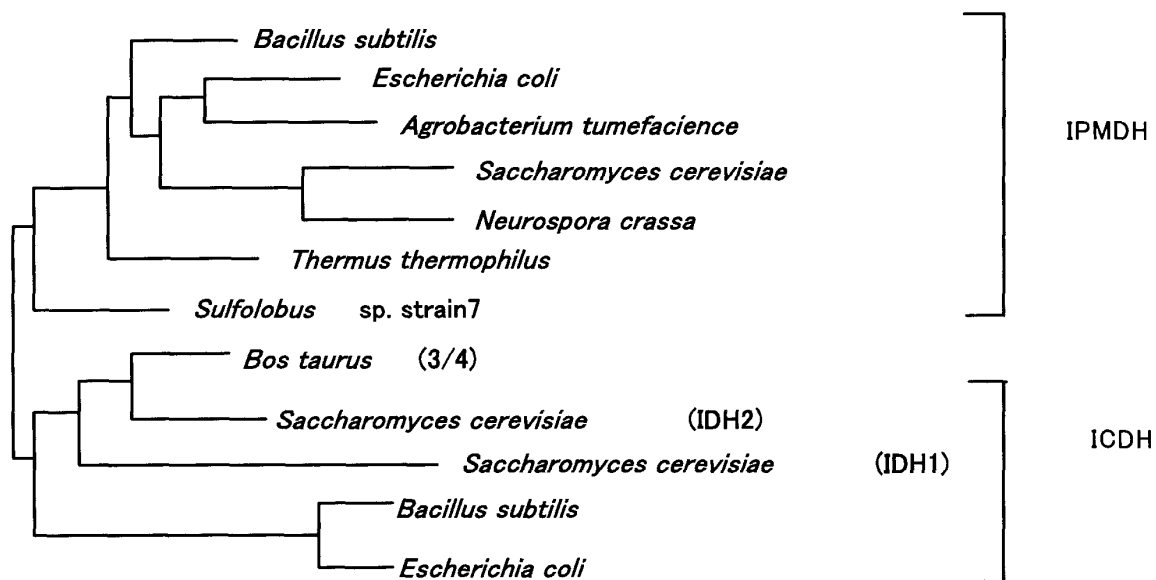 Bacillus subtilis
Escherichia coli
Agrobacterium tumefacience
IPMDH
Saccharomyces cerevisiae
Neurospora crassa
Thermus thermophilus
Sulfolobus sp. strain7
Bos taurus (3/4)
Saccharomyces cerevisiae (IDH2)
ICDH
Saccharomyces cerevisiae (IDH1)
Bacillus subtilis
Escherichia coli